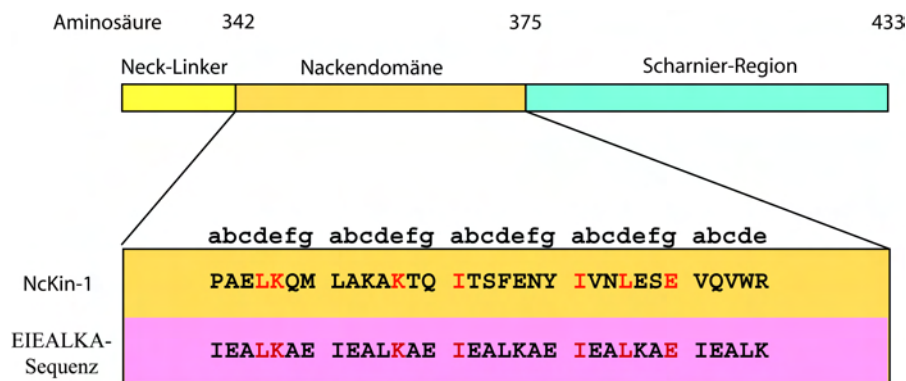 Aminosäure 342 375 433
Neck-Linker Nackendomäne Scharnier-Region
abcdefg abcdefg abcdefg abcdefg abcde
NcKin-1 PAELKQM LAKAKTQ ITSFENY IVNLESE VQVWR
EIEALKA-
Sequenz IEALKAE IEALKAE IEALKAE IEALKAE IEALK